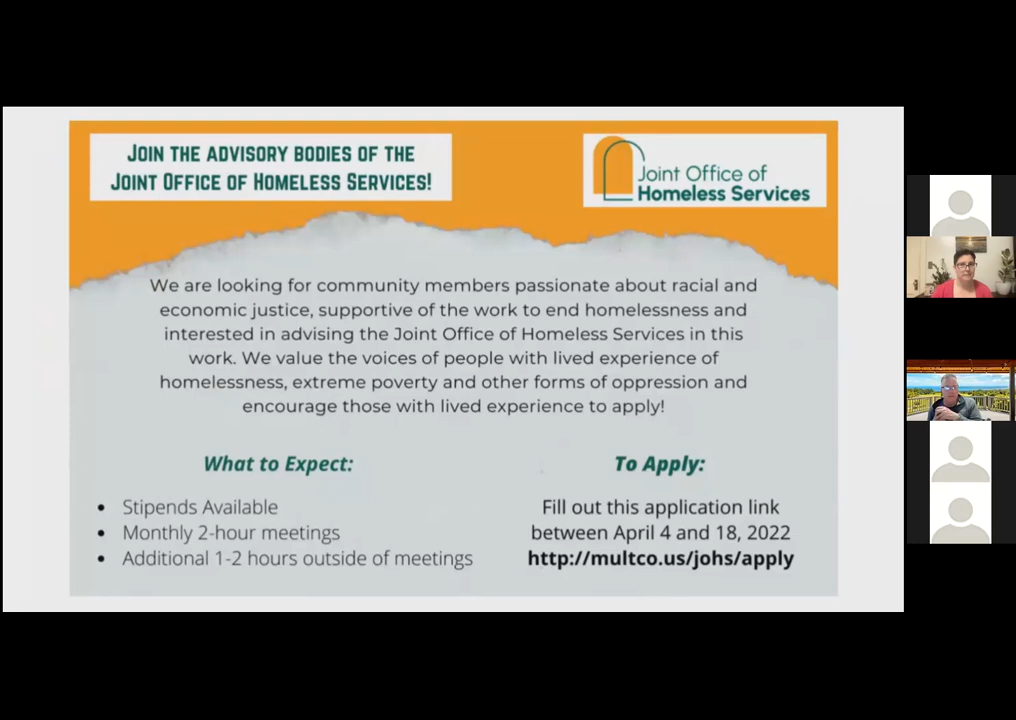 JOIN THE ADVISORY BODIES OF THE
JOINT OFFICE OF HOMELESS SERVICES!
Joint Office of
Homeless Services
We are looking for community members passionate about racial and
economic justice, supportive of the work to end homelessness and
interested in advising the Joint Office of Homeless Services in this
work. We value the voices of people with lived experience of
homelessness, extreme poverty and other forms of oppression and
encourage those with lived experience to apply!
What to Expect:
• Stipends Available
• Monthly 2-hour meetings
• Additional 1-2 hours outside of meetings
To Apply:
Fill out this application link
between April 4 and 18, 2022
http://multco.us/johs/apply